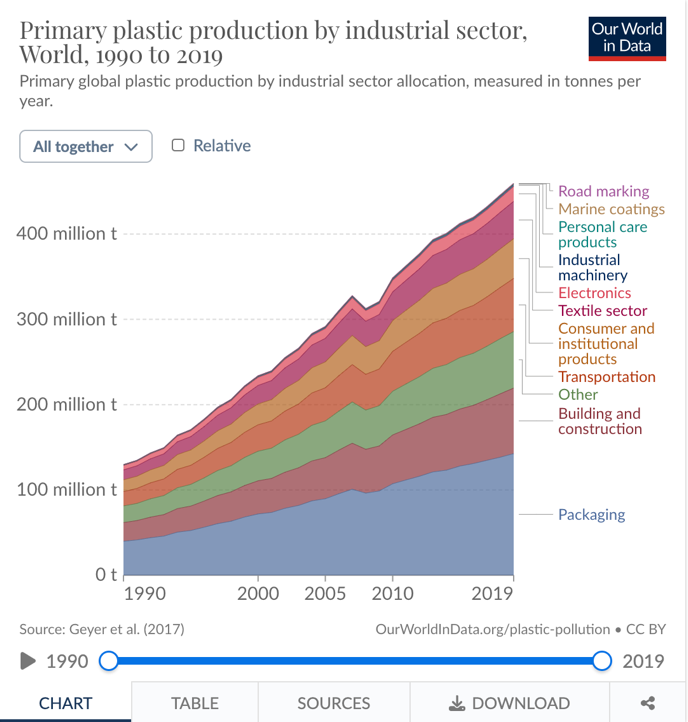 Primary plastic production by industrial sector,
World, 1990 to 2019
Our World
in Data
Primary global plastic production by industrial sector allocation, measured in tonnes per
year.
All together
Relative
400 million t
300 million t
200 million t
100 million t
0 t
1990
2000
2005
2010
2019
Road marking
Marine coatings
Personal care
products
Industrial
machinery
Electronics
Textile sector
Consumer and
institutional
products
Transportation
Other
Building and
construction
Packaging
Source: Geyer et al. (2017)
OurWorldInData.org/plastic-pollution • CC BY
1990
2019
CHART
TABLE
SOURCES
DOWNLOAD